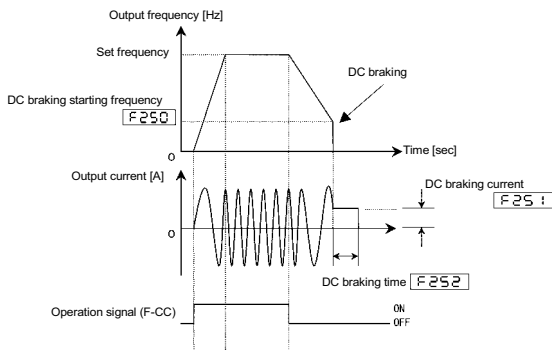 Output frequency [Hz]
Set frequency
DC braking
DC braking starting frequency
F250
0
Time [sec]
Output current [A]
DC braking current
F251
0
DC braking time F252
Operation signal (F-CC)
ON
OFF